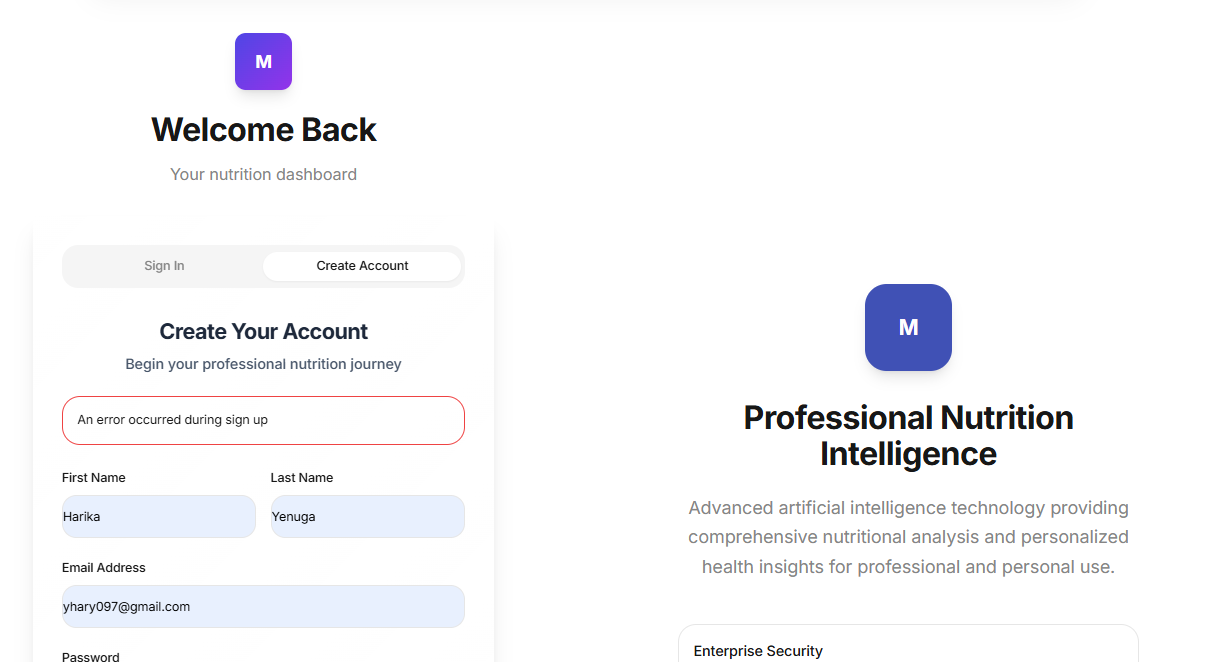 M
Welcome Back
Your nutrition dashboard
Sign In
Create Account
Create Your Account
Begin your professional nutrition journey
An error occurred during sign up
First Name
Last Name
Harika
Yenuga
Email Address
yhary097@gmail.com
Password
M
Professional Nutrition
Intelligence
Advanced artificial intelligence technology providing
comprehensive nutritional analysis and personalized
health insights for professional and personal use.
Enterprise Security